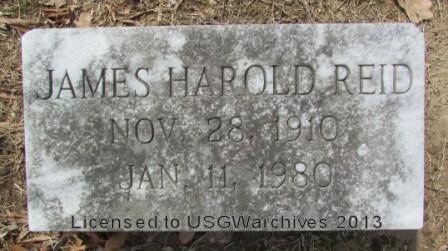 JAMES HAROLD REID
NOV. 28, 1910
JAN. 11, 1980
Licensed to USGWarchives 2013